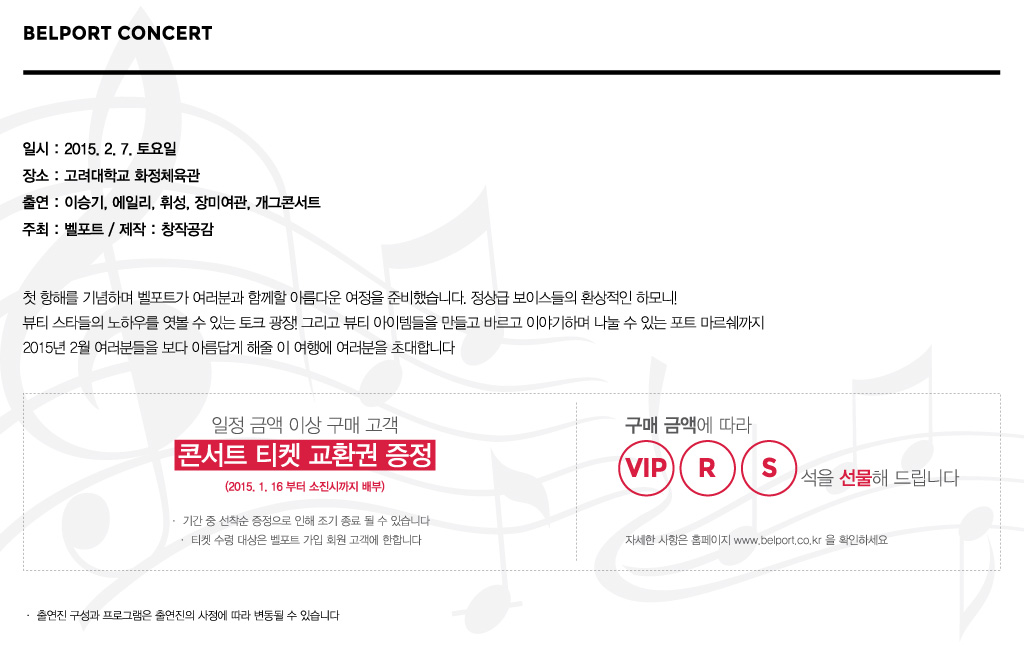 BELPORT CONCERT
일시 : 2015. 2. 7. 토요일
장소 : 고려대학교 화정체육관
출연 : 이승기, 에일리, 휘성, 장미여관, 개그콘서트
주최 : 벨포트 / 제작 : 창작공감
첫 항해를 기념하며 벨포트가 여러분과 함께할 아름다운 여정을 준비했습니다. 정상급 보이스들의 환상적인 하모니!
뷰티 스타들의 노하우를 엿볼 수 있는 토크 광장! 그리고 뷰티 아이템들을 만들고 바르고 이야기하며 나눌 수 있는 포트 마르쉐까지
2015년 2월 여러분들을 보다 아름답게 해줄 이 여행에 여러분을 초대합니다
일정 금액 이상 구매 고객
콘서트 티켓 교환권 증정
(2015. 1. 16 부터 소진시까지 배부)
· 기간 중 선착순 증정으로 인해 조기 종료 될 수 있습니다
· 티켓 수령 대상은 벨포트 가입 회원 고객에 한합니다
구매 금액에 따라
VIP R S 석을 선물해 드립니다
자세한 사항은 홈페이지 www.belport.co.kr 을 확인하세요
· 출연진 구성과 프로그램은 출연진의 사정에 따라 변동될 수 있습니다